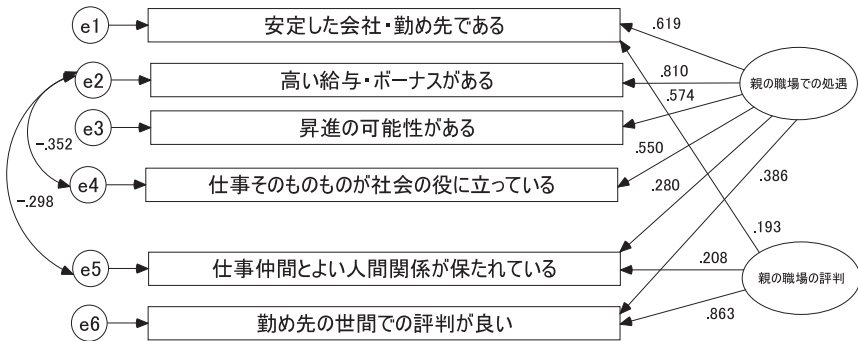 e1
安定した会社・勤め先である
.619
e2
高い給与・ボーナスがある
.810
親の職場での処遇
.574
e3
昇進の可能性がある
-.352
.550
e4
仕事そのものものが社会の役に立っている
.386
-.298
.280
.193
e5
仕事仲間とよい人間関係が保たれている
.208
親の職場の評判
e6
勤め先の世間での評判が良い
.863